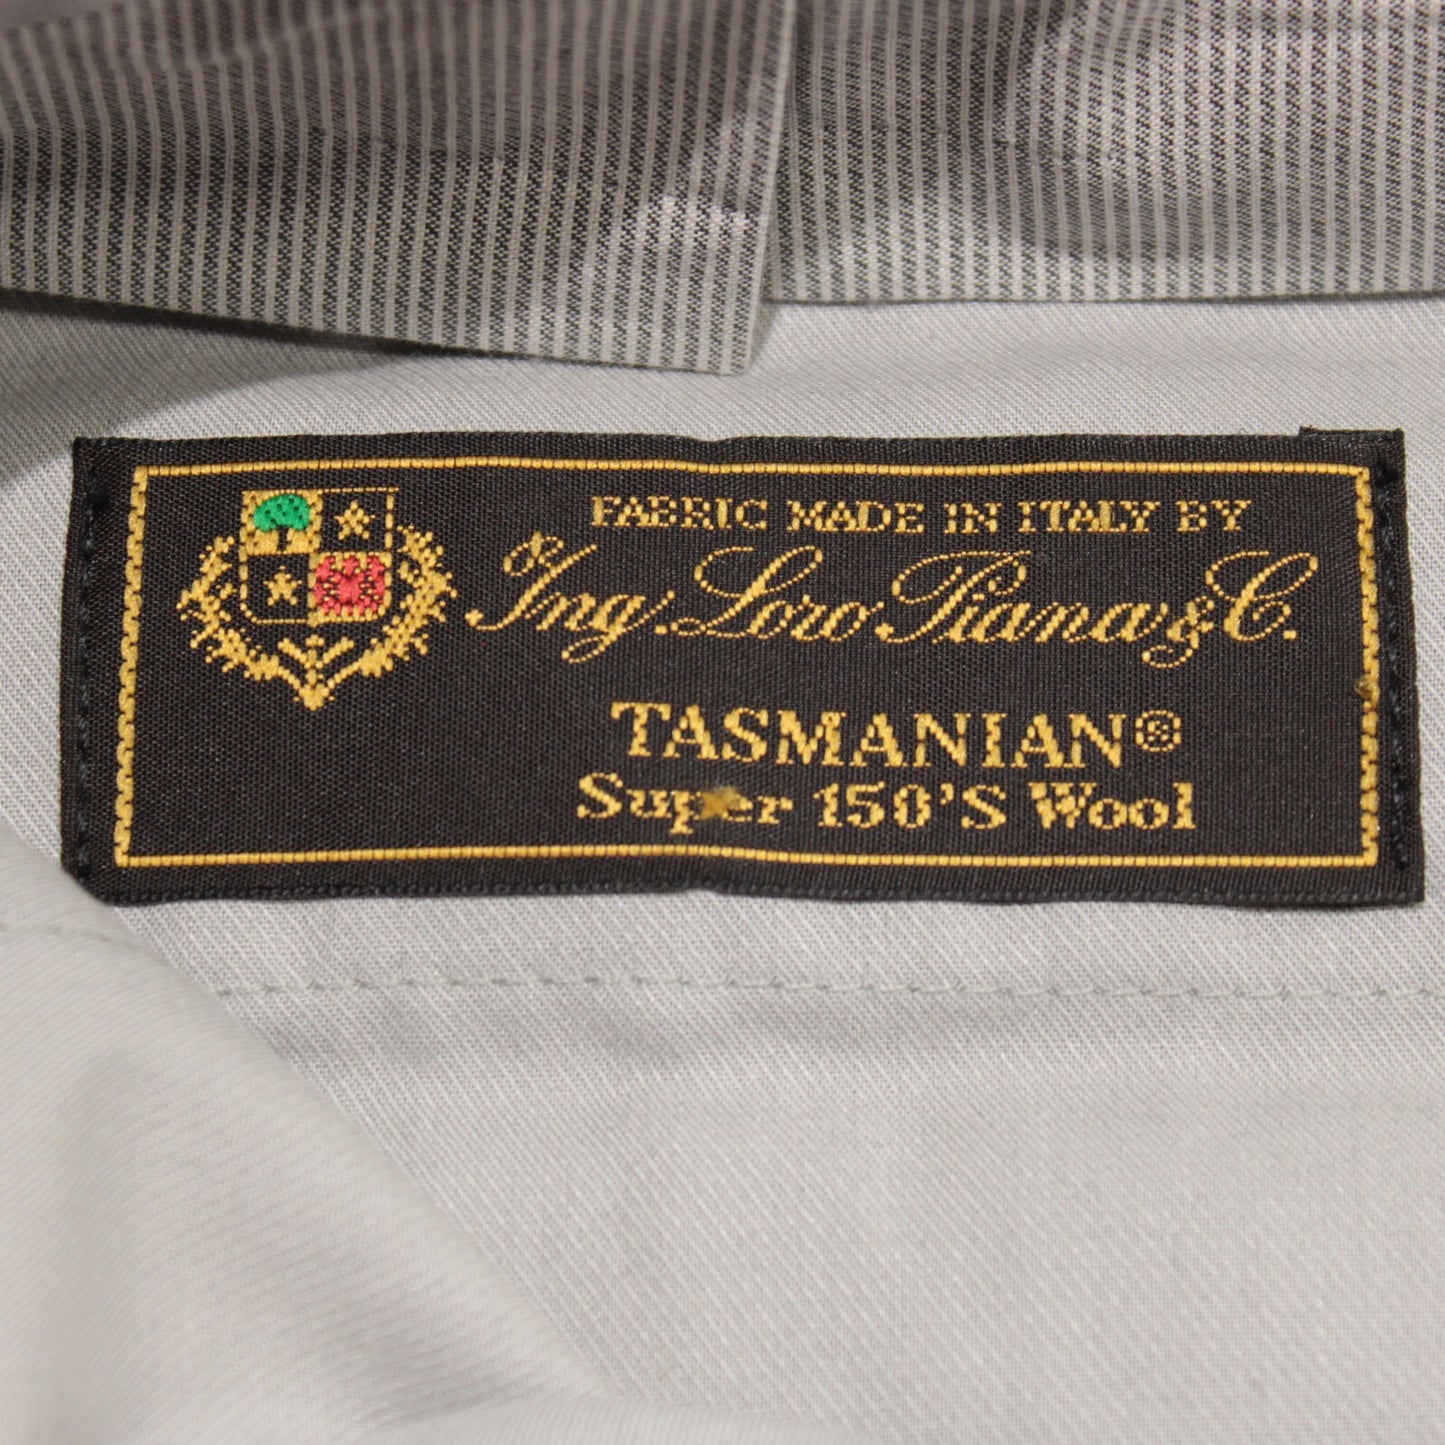 FABRIC MADE IN ITALY BY
Ing. Loro Piana & C.
TASMANIAN®
Super 150'S Wool